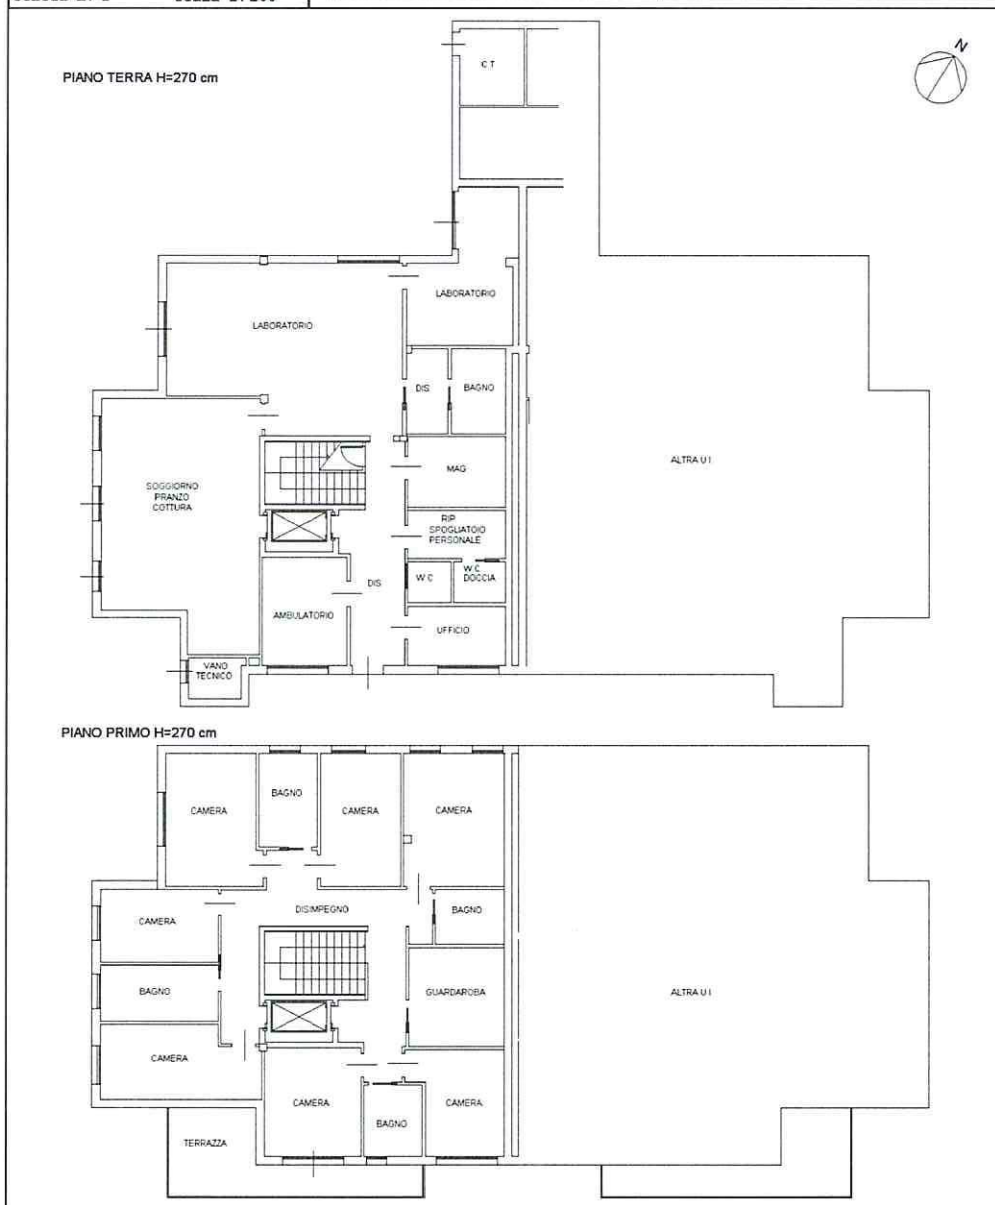 N
C T
PIANO TERRA H=270 cm
LABORATORIO
LABORATORIO
DIS
BAGNO
ALTRA U I
MAG
SOGGIORNO
PRANZO
COTTURA
RIP
SPOGLIATOIO
PERSONALE
W C
W C
DOCCIA
DIS
AMBULATORIO
UFFICIO
VANO
TECNICO
PIANO PRIMO H=270 cm
BAGNO
CAMERA
CAMERA
CAMERA
DISIMPEGNO
BAGNO
CAMERA
BAGNO
GUARDAROBA
ALTRA U I
CAMERA
CAMERA
CAMERA
BAGNO
TERRAZZA